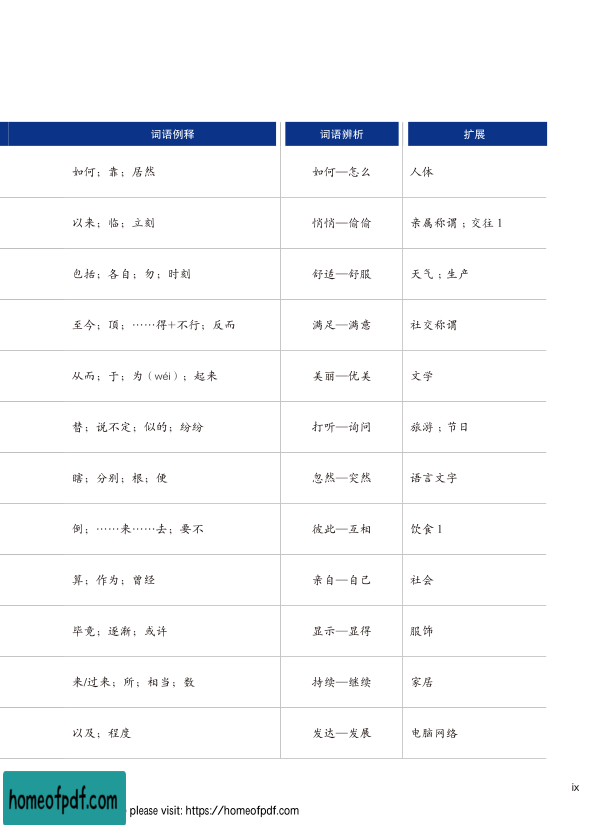 词语例释 词语辨析 扩展
如何；靠；居然 如何—怎么 人体
以来；临；立刻 悄悄—偷偷 亲属称谓；交往 1
包括；各自；勿；时刻 舒适—舒服 天气；生产
至今；顶；……得+不行；反而 满足—满意 社交称谓
从而；于；为（wéi）；起来 美丽—优美 文学
替；说不定；似的；纷纷 打听—询问 旅游；节日
瞎；分别；根；便 忽然—突然 语言文字
倒；……来……去；要不 彼此—互相 饮食 1
算；作为；曾经 亲自—自己 社会
毕竟；逐渐；或许 显示—显得 服饰
来/过来；所；相当；数 持续—继续 家居
以及；程度 发达—发展 电脑网络
ix
homeofpdf.com
please visit: https://homeofpdf.com